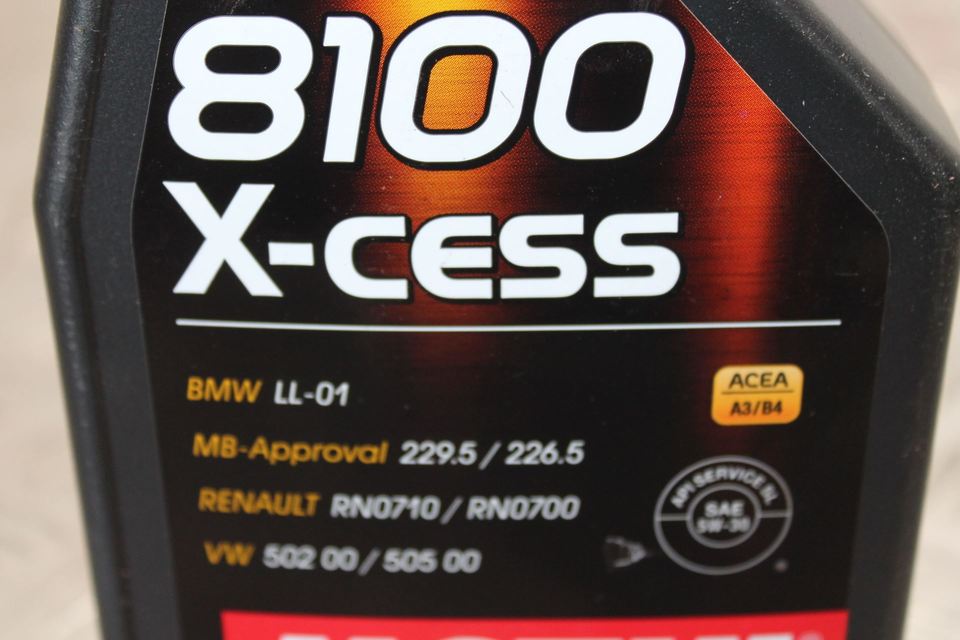 8100
X-cess
BMW LL-01
ACEA
A3/B4
MB-Approval 229.5 / 226.5
RENAULT RN0710 / RN0700
API SERVICE SL
SAE
5W-30
VW 502 00 / 505 00